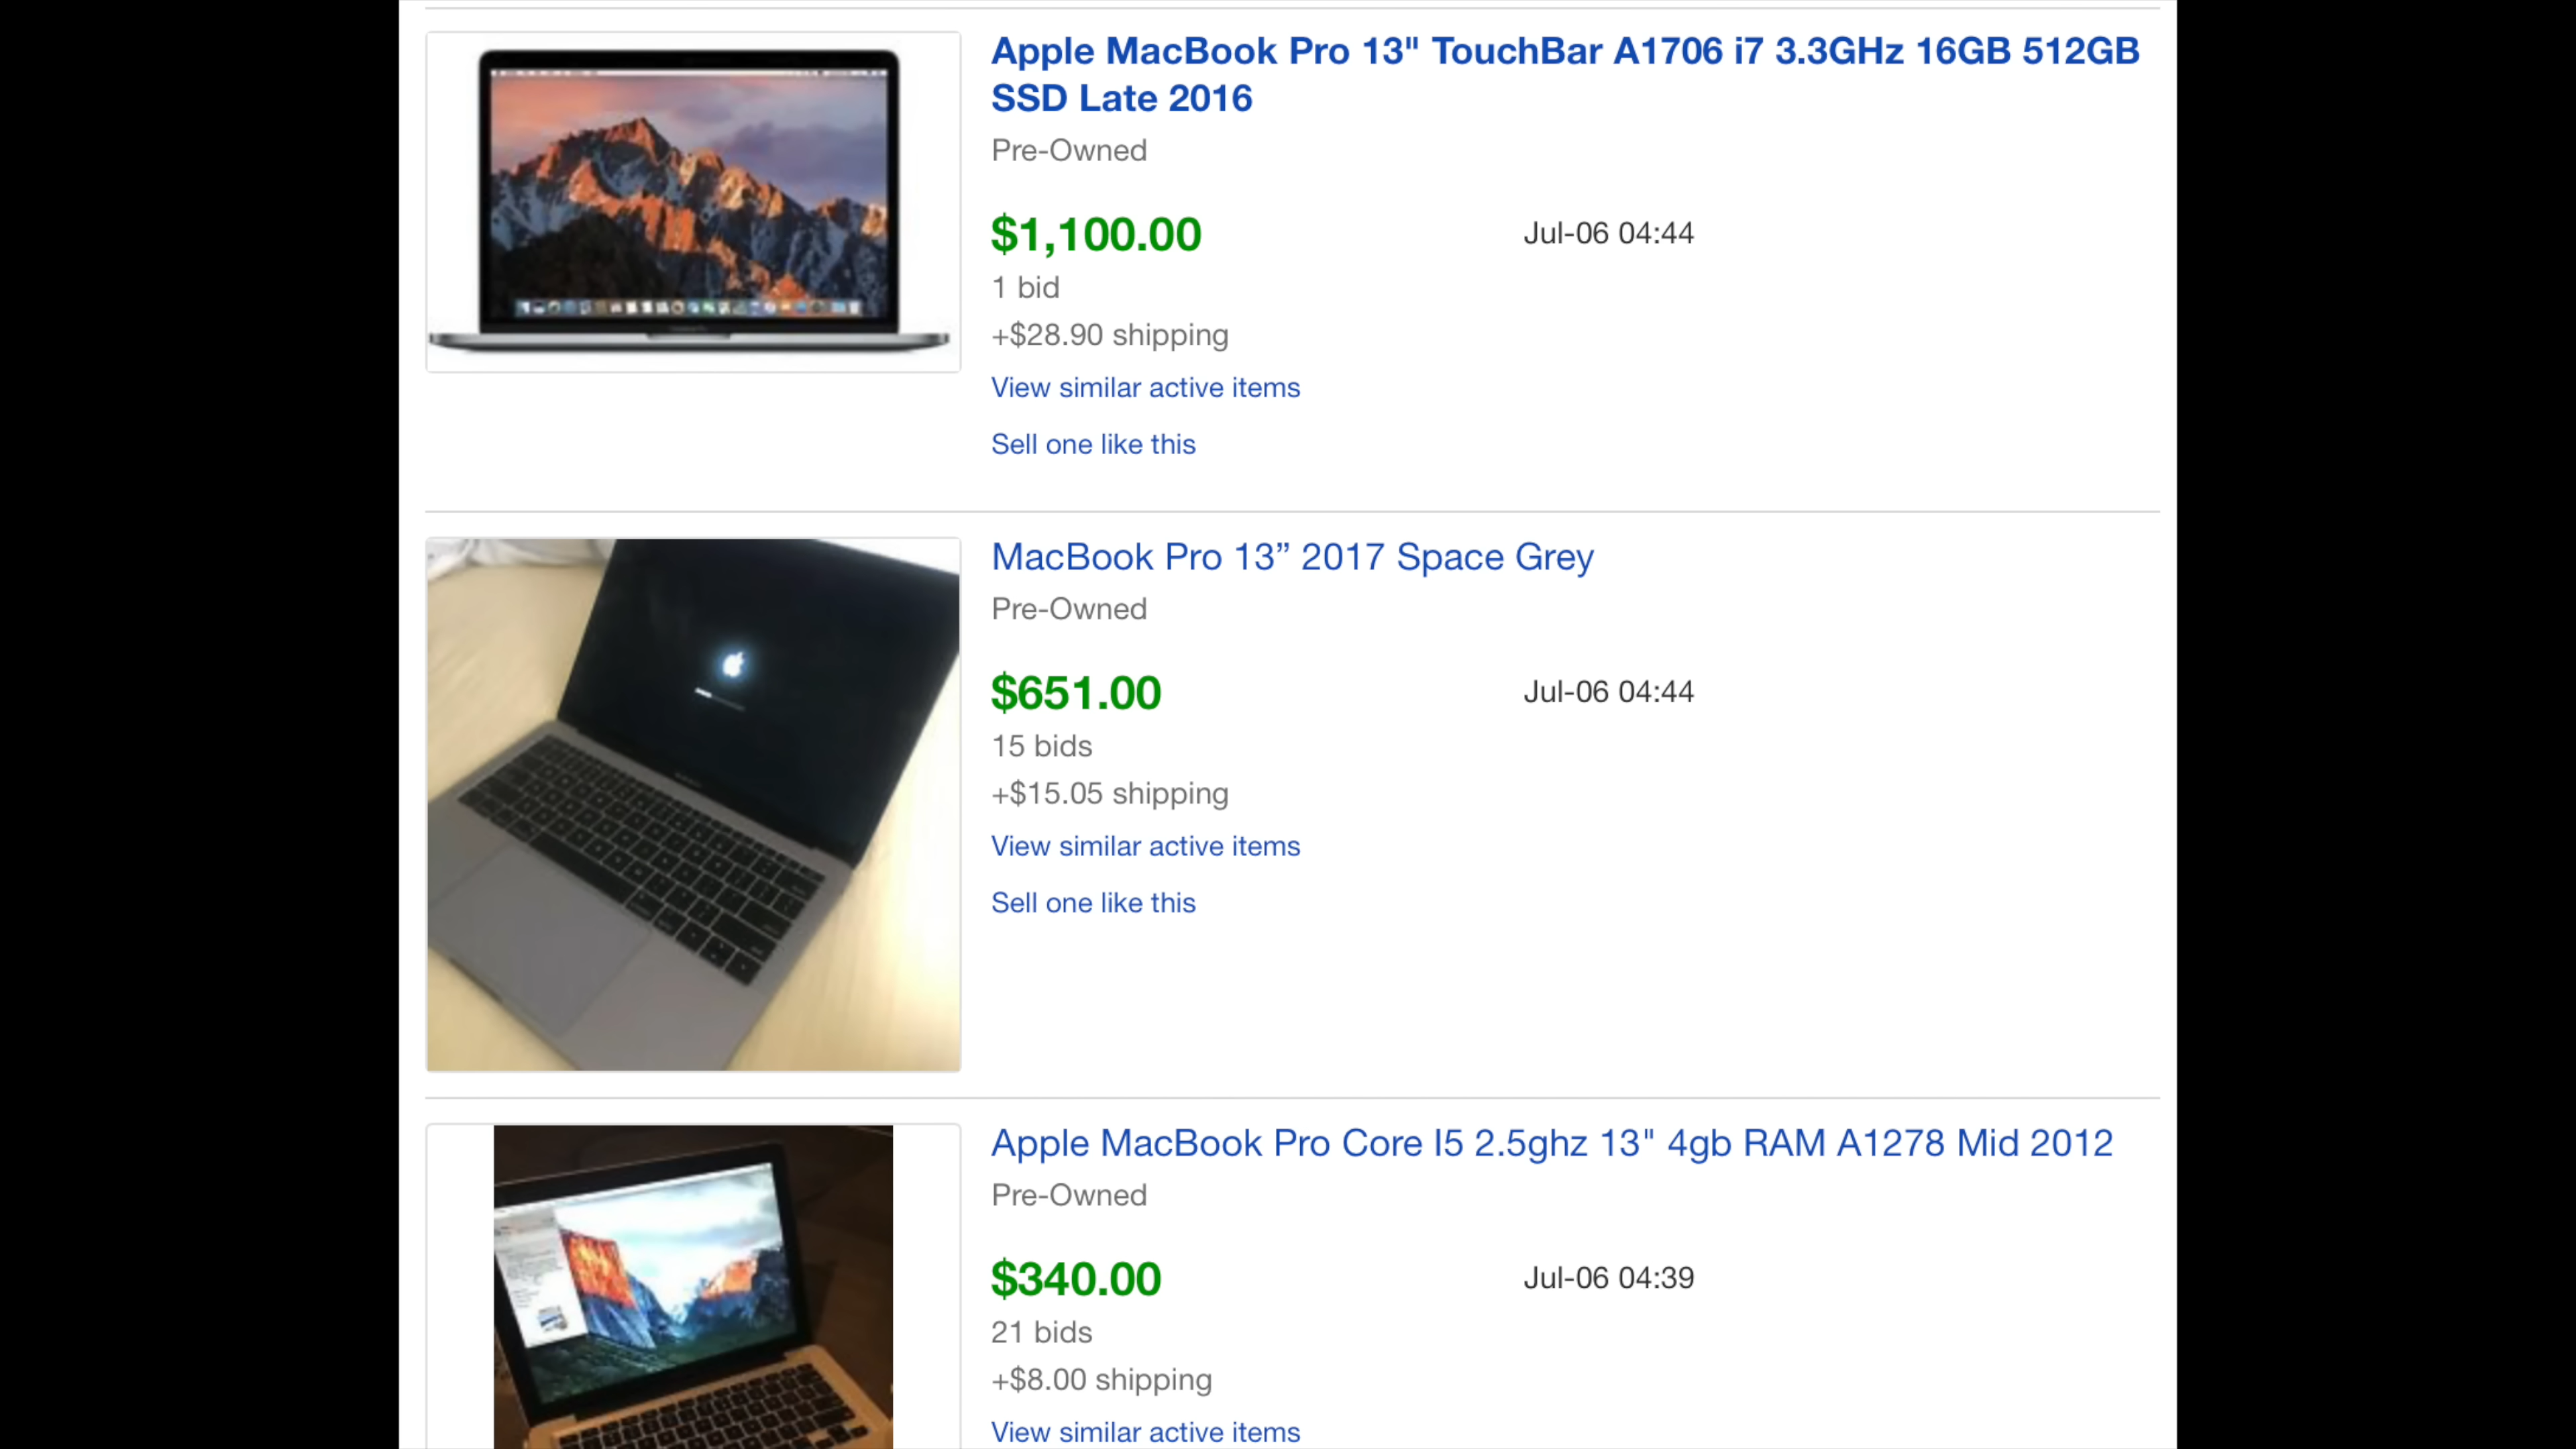 Apple MacBook Pro 13" TouchBar A1706 i7 3.3GHz 16GB 512GB
SSD Late 2016
Pre-Owned
$1,100.00
Jul-06 04:44
1 bid
+$28.90 shipping
View similar active items
Sell one like this
MacBook Pro 13” 2017 Space Grey
Pre-Owned
$651.00
Jul-06 04:44
15 bids
+$15.05 shipping
View similar active items
Sell one like this
Apple MacBook Pro Core I5 2.5ghz 13" 4gb RAM A1278 Mid 2012
Pre-Owned
$340.00
Jul-06 04:39
21 bids
+$8.00 shipping
View similar active items